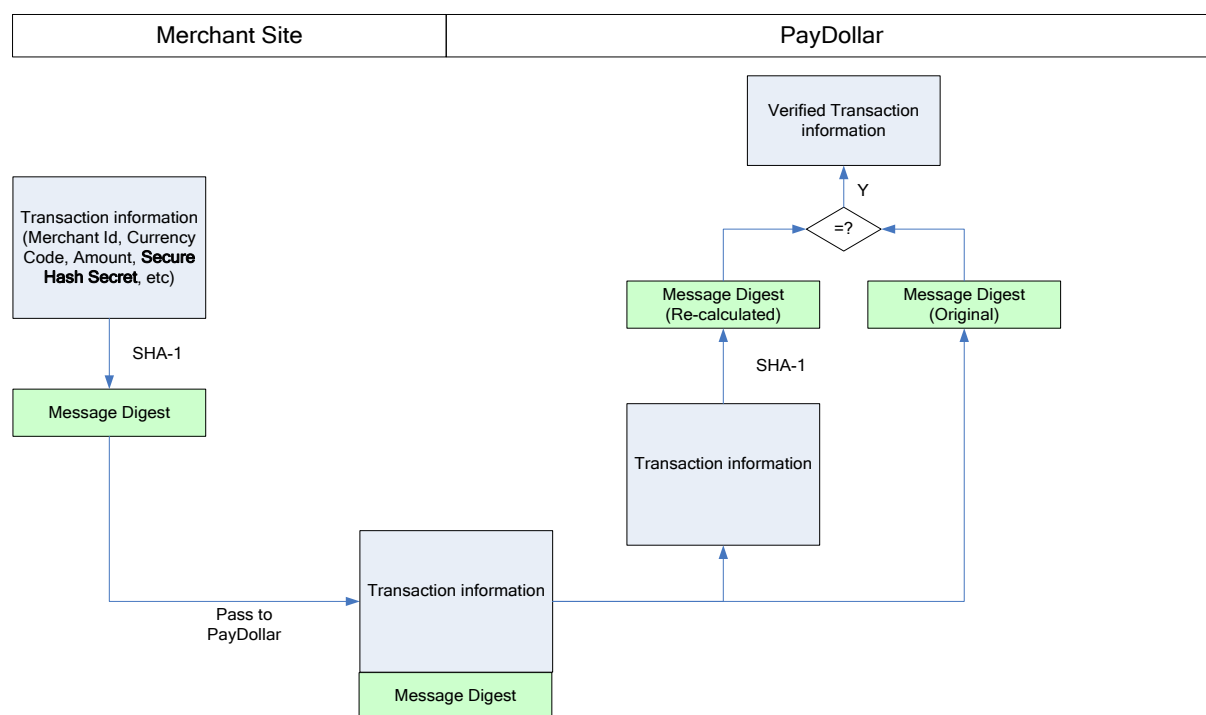 Merchant Site
PayDollar
Verified Transaction
information
Y
=?
Transaction information
(Merchant Id, Currency
Code, Amount, Secure
Hash Secret, etc)
Message Digest
(Re-calculated)
Message Digest
(Original)
SHA-1
SHA-1
Message Digest
Transaction information
Transaction information
Pass to
PayDollar
Message Digest